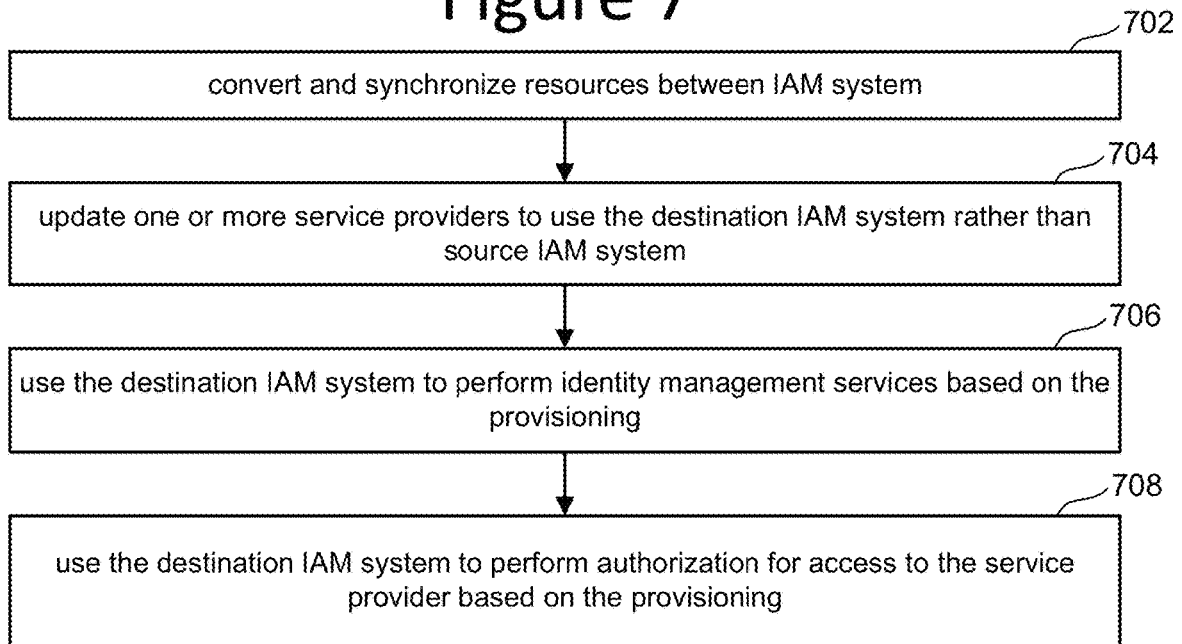 Figure 7
702
convert and synchronize resources between IAM system
704
update one or more service providers to use the destination IAM system rather than
source IAM system
706
use the destination IAM system to perform identity management services based on the
provisioning
708
use the destination IAM system to perform authorization for access to the service
provider based on the provisioning